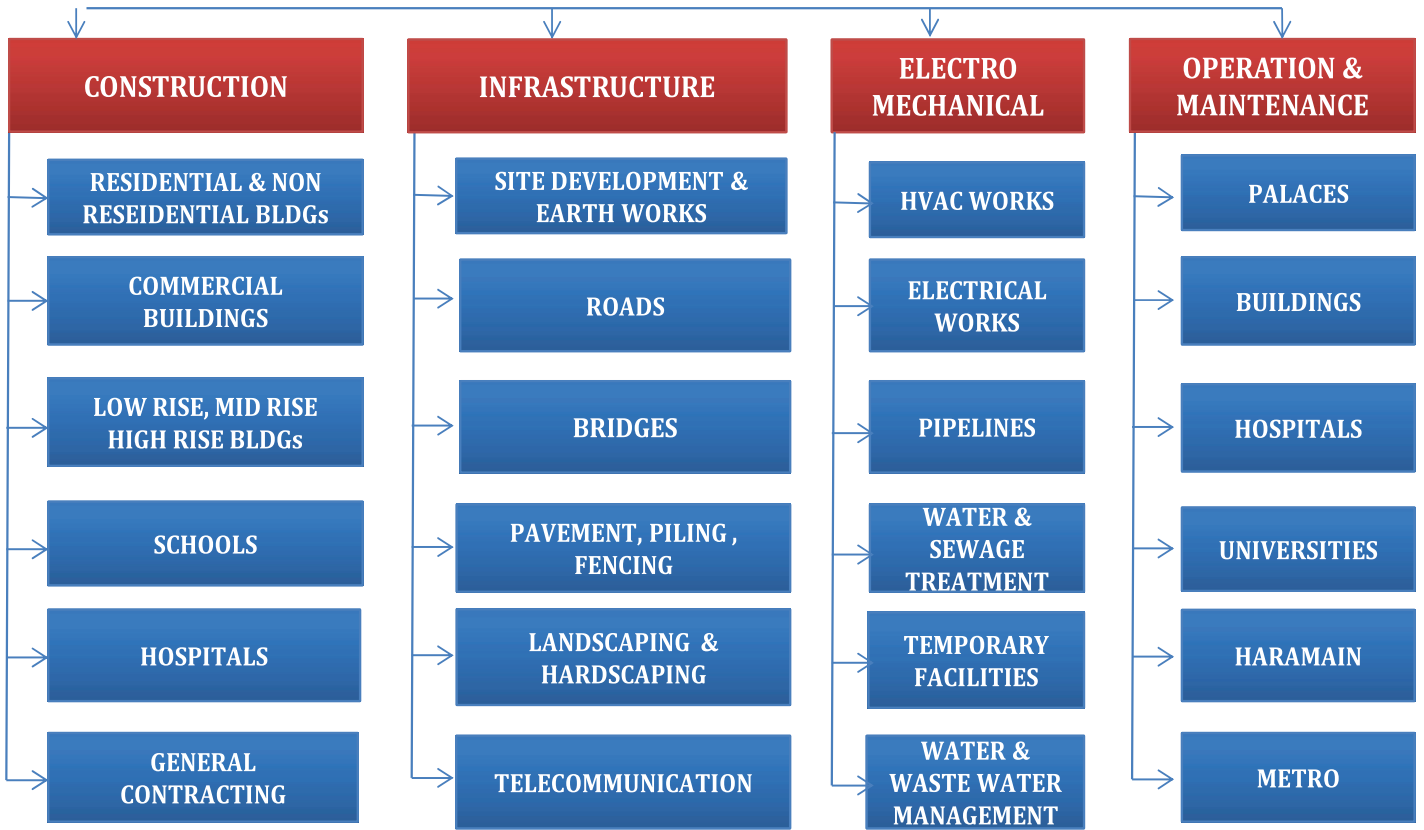 CONSTRUCTION
RESIDENTIAL & NON
RESEIDENTIAL BLDGs
COMMERCIAL
BUILDINGS
LOW RISE, MID RISE
HIGH RISE BLDGs
SCHOOLS
HOSPITALS
GENERAL
CONTRACTING
INFRASTRUCTURE
SITE DEVELOPMENT &
EARTH WORKS
ROADS
BRIDGES
PAVEMENT, PILING ,
FENCING
LANDSCAPING &
HARDSCAPING
TELECOMMUNICATION
ELECTRO
MECHANICAL
HVAC WORKS
ELECTRICAL
WORKS
PIPELINES
WATER &
SEWAGE
TREATMENT
TEMPORARY
FACILITIES
WATER &
WASTE WATER
MANAGEMENT
OPERATION &
MAINTENANCE
PALACES
BUILDINGS
HOSPITALS
UNIVERSITIES
HARAMAIN
METRO